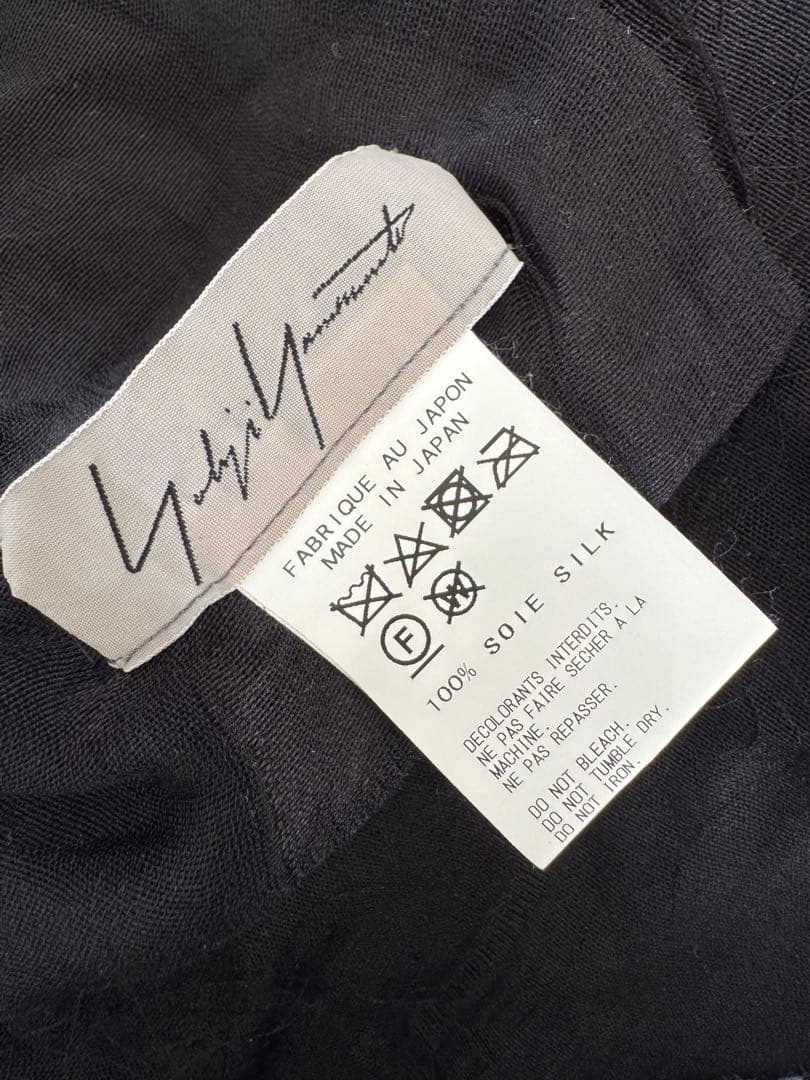 Yohji Yamamoto
FABRIQUE AU JAPON
MADE IN JAPAN
F
W
100% SOIE SILK
DECOLORANTS INTERDITS.
NE PAS FAIRE SECHER A LA
MACHINE.
NE PAS REPASSER.
DO NOT BLEACH.
DO NOT TUMBLE DRY.
DO NOT IRON.